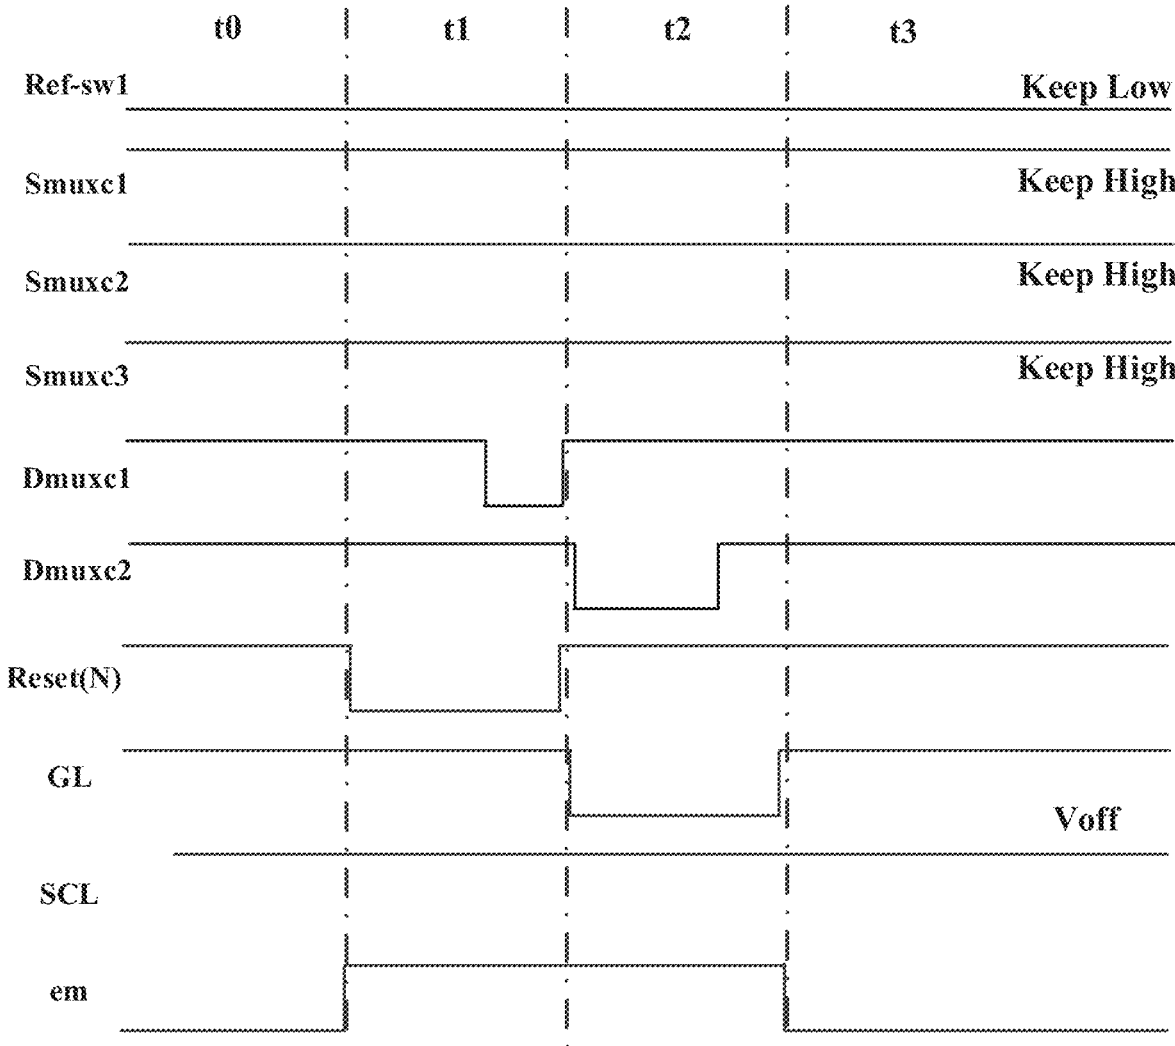 t0 t1 t2 t3
Ref-sw1 Keep Low
Smuxc1 Keep High
Smuxc2 Keep High
Smuxc3 Keep High
Dmuxc1
Dmuxc2
Reset(N)
GL
Voff
SCL
em